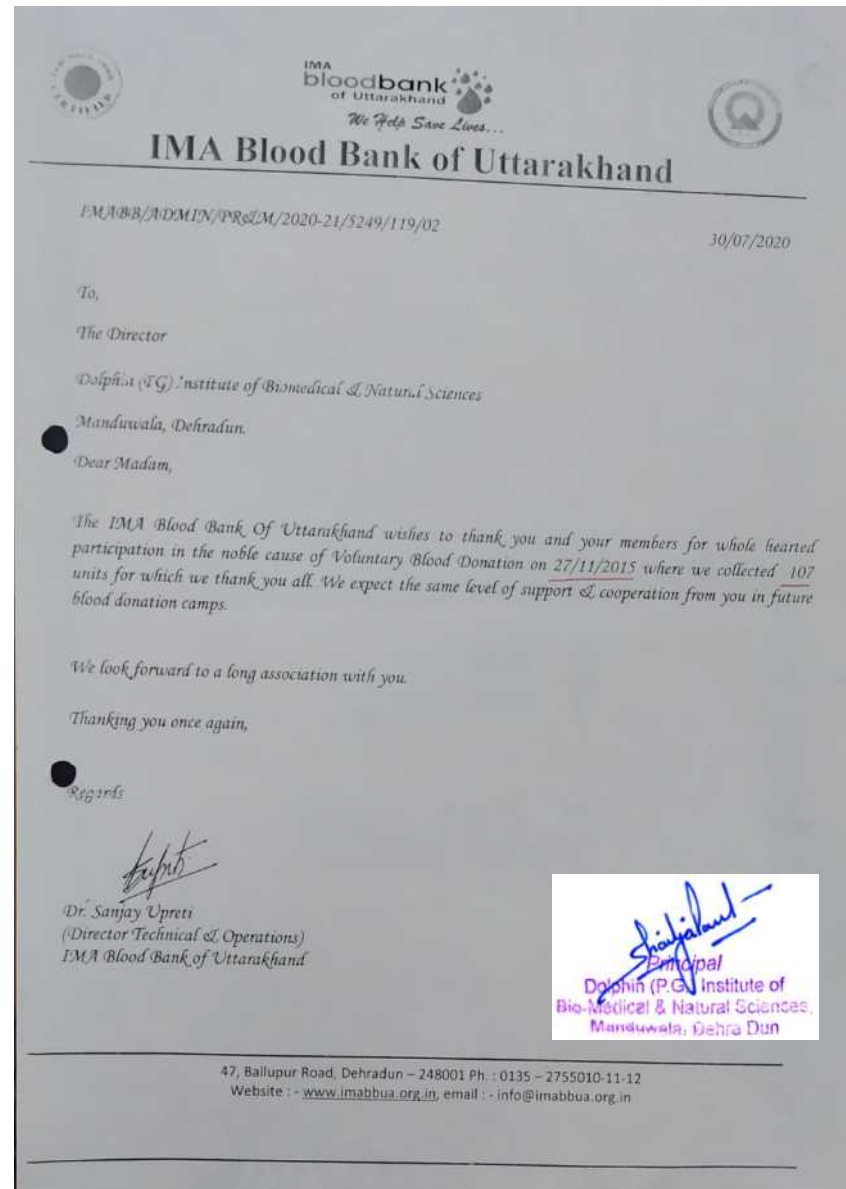 IMA
bloodbank
of Uttarakhand
We Help Save Lives...
IMA Blood Bank of Uttarakhand
IMABB/ADMIN/PR&LM/2020-21/5249/119/02
30/07/2020
To,
The Director
Dolphin (TG) Institute of Biomedical & Natural Sciences
Manduwala, Dehradun.
Dear Madam,
The IMA Blood Bank Of Uttarakhand wishes to thank you and your members for whole hearted
participation in the noble cause of Voluntary Blood Donation on 27/11/2015 where we collected 107
units for which we thank you all. We expect the same level of support & cooperation from you in future
blood donation camps.
We look forward to a long association with you.
Thanking you once again,
Regards
Dr. Sanjay Upreti
(Director Technical & Operations)
IMA Blood Bank of Uttarakhand
Principal
Dolphin (P.G.) Institute of
Bio-Medical & Natural Sciences,
Manduwala, Dehra Dun
47, Ballupur Road, Dehradun – 248001 Ph. : 0135 – 2755010-11-12
Website : - www.imabbua.org.in, email : - info@imabbua.org.in